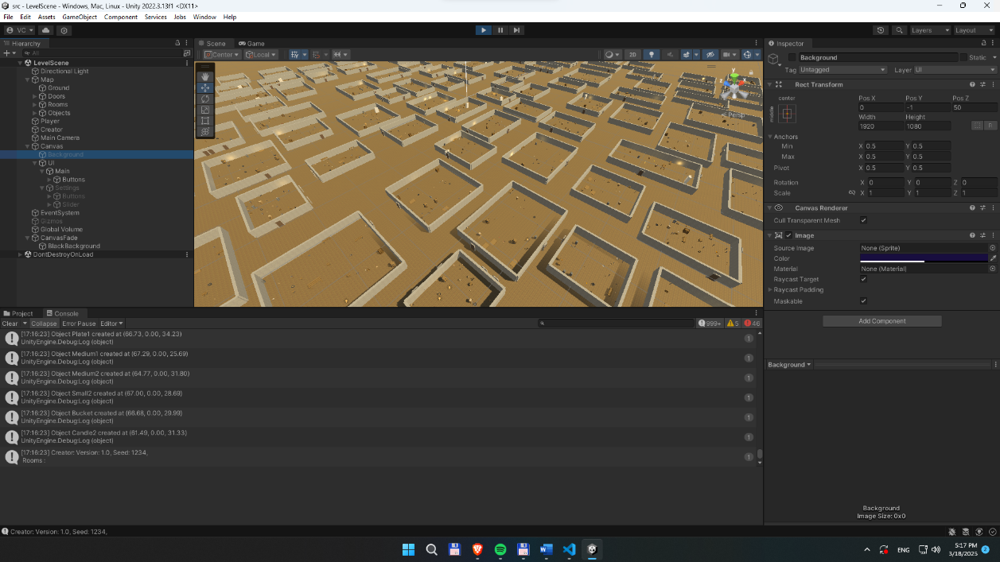 src - LevelScene - Windows, Mac, Linux - Unity 2022.3.13f1 <DX11>
File Edit Assets GameObject Component Services Jobs Window Help
VC Layers Layout
Hierarchy
All
LevelScene
Directional Light
Map
Ground
Doors
Rooms
Objects
Player
Creator
Main Camera
Canvas
Background
UI
Main
Buttons
Settings
Buttons
Slider
EventSystem
Gizmos
Global Volume
CanvasFade
BlackBackground
DontDestroyOnLoad
Scene Game
Center Local 2D
y
z
Persp
Inspector
Background Static
Tag Untagged Layer UI
Rect Transform
center Pos X Pos Y Pos Z
middle 0 -1 50
Width Height
1920 1080
R
Anchors
Min X 0.5 Y 0.5
Max X 0.5 Y 0.5
Pivot X 0.5 Y 0.5
Rotation X 0 Y 0 Z 0
Scale X 1 Y 1 Z 1
Canvas Renderer
Cull Transparent Mesh
Image
Source Image None (Sprite)
Color
Material None (Material)
Raycast Target
Raycast Padding
Maskable
Add Component
Background
Background
Image Size: 0x0
Project Console
Clear Collapse Error Pause Editor 999+ 5 46
[17:16:23] Object Plate1 created at (66.73, 0.00, 34.23)
UnityEngine.Debug:Log (object) 1
[17:16:23] Object Medium1 created at (67.29, 0.00, 25.69)
UnityEngine.Debug:Log (object) 1
[17:16:23] Object Medium2 created at (64.77, 0.00, 31.80)
UnityEngine.Debug:Log (object) 1
[17:16:23] Object Small2 created at (67.00, 0.00, 28.69)
UnityEngine.Debug:Log (object) 1
[17:16:23] Object Bucket created at (66.68, 0.00, 29.99)
UnityEngine.Debug:Log (object) 1
[17:16:23] Object Candle2 created at (61.49, 0.00, 31.33)
UnityEngine.Debug:Log (object) 1
[17:16:23] Creator: Version: 1.0, Seed: 1234,
Rooms : 1
Creator: Version: 1.0, Seed: 1234,
ENG 5:17 PM
3/18/2025 2